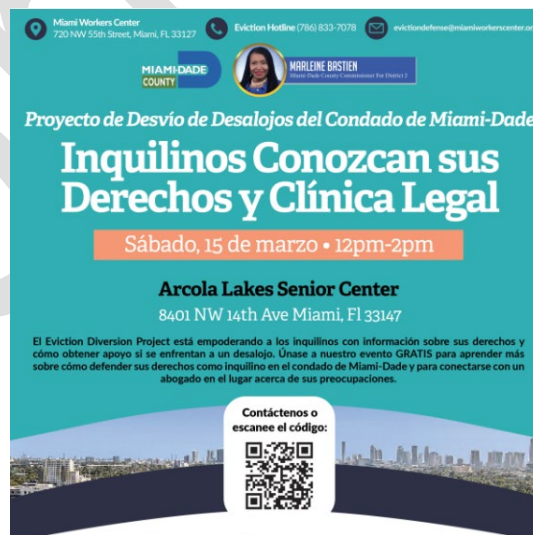 Miami Workers Center
720 NW 55th Street, Miami, FL 33127
Eviction Hotline (786) 833-7078
evictiondefense@miamiworkerscenter.org
MIAMI-DADE
COUNTY
MARLEINE BASTIEN
Miami-Dade County Commissioner For District 2
Proyecto de Desvío de Desalojos del Condado de Miami-Dade
Inquilinos Conozcan sus
Derechos y Clínica Legal
Sábado, 15 de marzo • 12pm-2pm
Arcola Lakes Senior Center
8401 NW 14th Ave Miami, Fl 33147
El Eviction Diversion Project está empoderando a los inquilinos con información sobre sus derechos y
cómo obtener apoyo si se enfrentan a un desalojo. Únase a nuestro evento GRATIS para aprender más
sobre cómo defender sus derechos como inquilino en el condado de Miami-Dade y para conectarse con un
abogado en el lugar acerca de sus preocupaciones.
Contáctenos o
escanee el código: